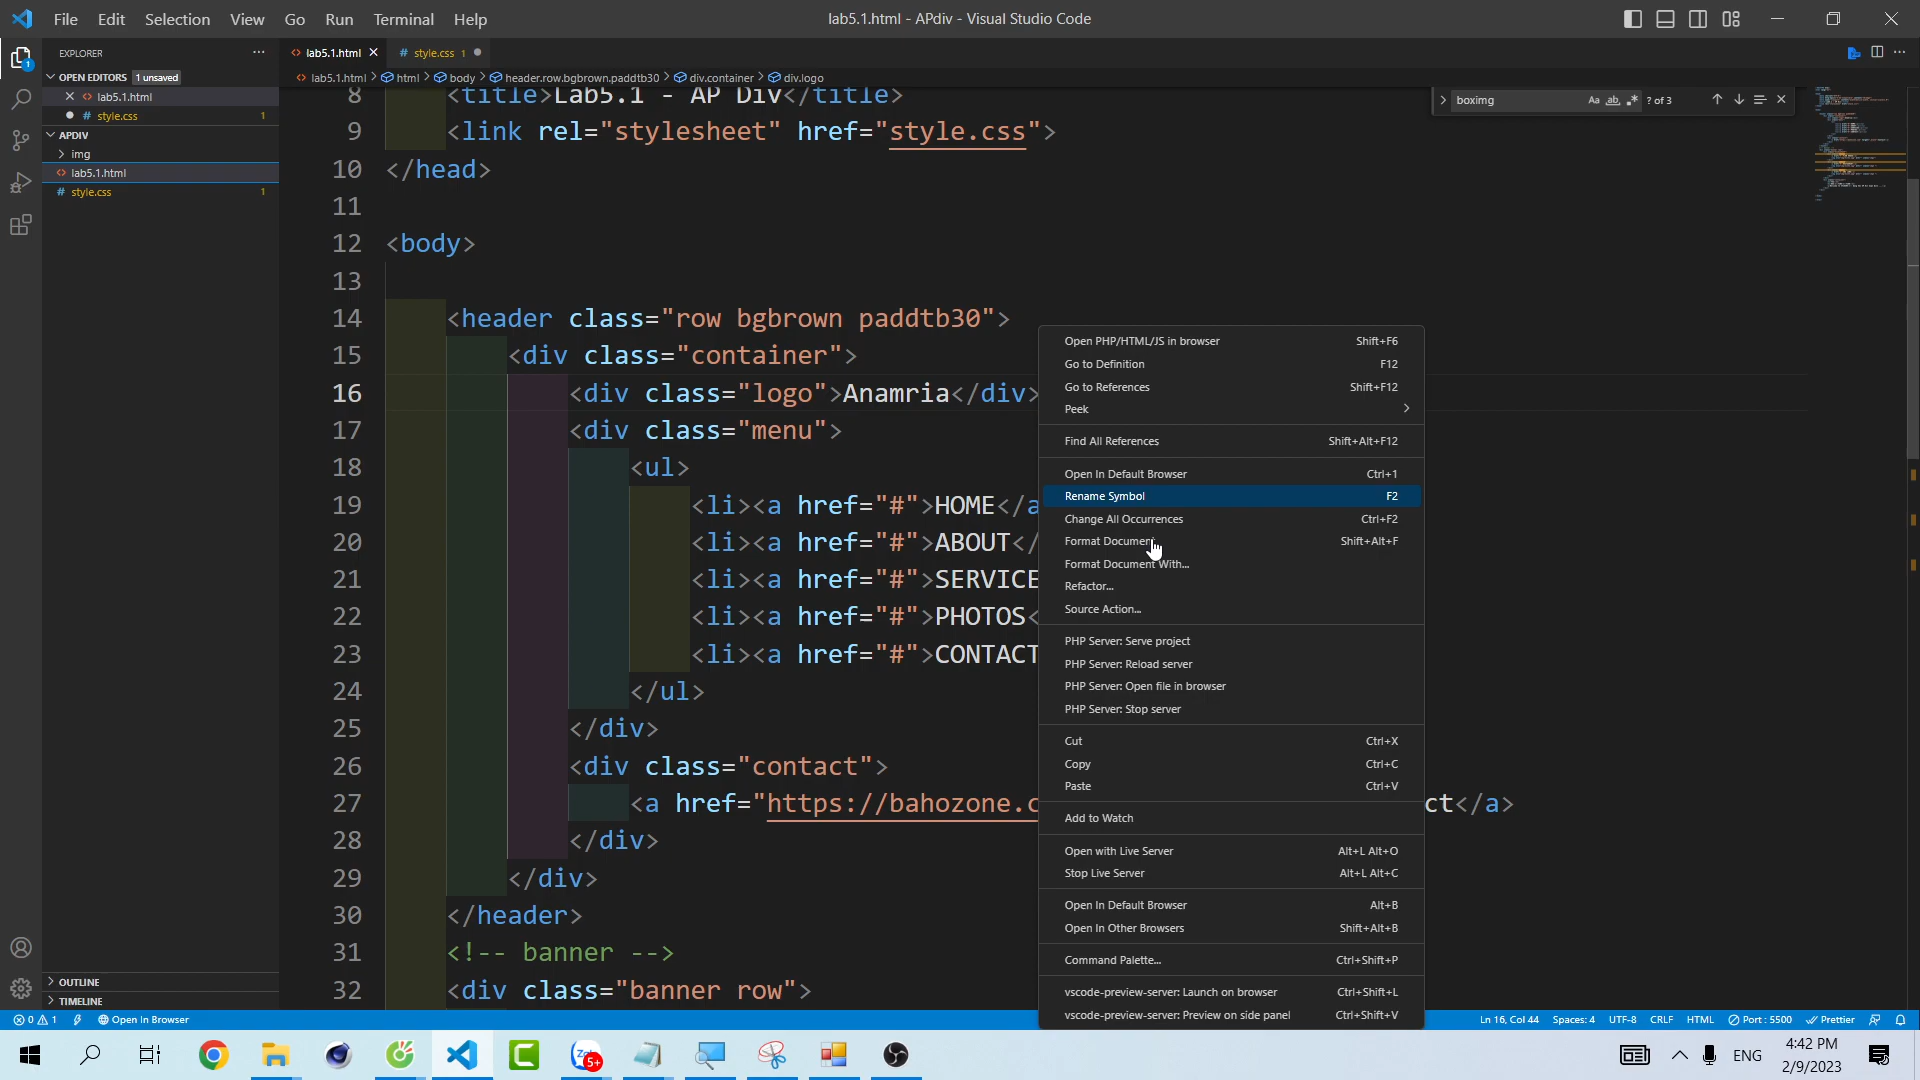 File Edit Selection View Go Run Terminal Help
lab5.1.html - APdiv - Visual Studio Code
EXPLORER
OPEN EDITORS 1 unsaved
lab5.1.html
style.css 1
APDIV
img
lab5.1.html
style.css 1
OUTLINE
TIMELINE
lab5.1.html
# style.css 1
lab5.1.html > html > body > header.row.bgbrown.paddtb30 > div.container > div.logo
boximg Aa ab ? of 3
8 <title>Lab5.1 - AP Div</title>
9 <link rel="stylesheet" href="style.css">
10 </head>
11
12 <body>
13
14 <header class="row bgbrown paddtb30">
15 <div class="container">
16 <div class="logo">Anamria</div>
17 <div class="menu">
18 <ul>
19 <li><a href="#">HOME</a
20 <li><a href="#">ABOUT</
21 <li><a href="#">SERVICE
22 <li><a href="#">PHOTOS<
23 <li><a href="#">CONTACT
24 </ul>
25 </div>
26 <div class="contact">
27 <a href="https://bahozone.c ct</a>
28 </div>
29 </div>
30 </header>
31 <!-- banner -->
32 <div class="banner row">
Open PHP/HTML/JS in browser Shift+F6
Go to Definition F12
Go to References Shift+F12
Peek
Find All References Shift+Alt+F12
Open In Default Browser Ctrl+1
Rename Symbol F2
Change All Occurrences Ctrl+F2
Format Document Shift+Alt+F
Format Document With...
Refactor...
Source Action...
PHP Server: Serve project
PHP Server: Reload server
PHP Server: Open file in browser
PHP Server: Stop server
Cut Ctrl+X
Copy Ctrl+C
Paste Ctrl+V
Add to Watch
Open with Live Server Alt+L Alt+O
Stop Live Server Alt+L Alt+C
Open In Default Browser Alt+B
Open In Other Browsers Shift+Alt+B
Command Palette... Ctrl+Shift+P
vscode-preview-server: Launch on browser Ctrl+Shift+L
vscode-preview-server: Preview on side panel Ctrl+Shift+V
0 1 Open In Browser
Ln 16, Col 44 Spaces: 4 UTF-8 CRLF HTML Port : 5500 Prettier
5+
ENG
4:42 PM
2/9/2023